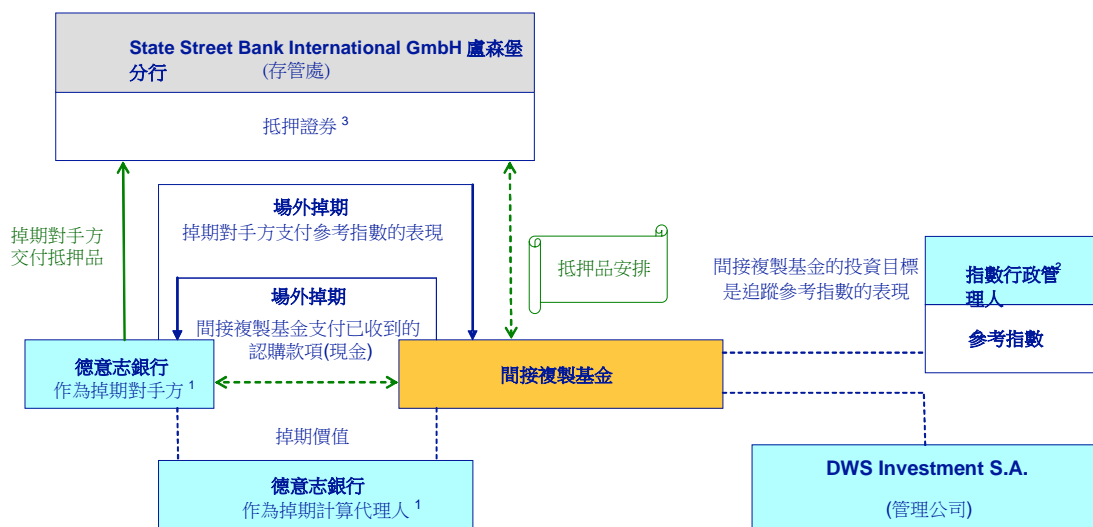 State Street Bank International GmbH 盧森堡
分行 (存管處)
抵押證券 3
場外掉期
掉期對手方支付參考指數的表現
掉期對手方
交付抵押品
抵押品安排
場外掉期
間接複製基金支付已收到的
認購款項(現金)
間接複製基金的投資目標
是追蹤參考指數的表現
指數行政管2
理人
參考指數
德意志銀行
作為掉期對手方 1
間接複製基金
掉期價值
德意志銀行
作為掉期計算代理人 1
DWS Investment S.A.
(管理公司)